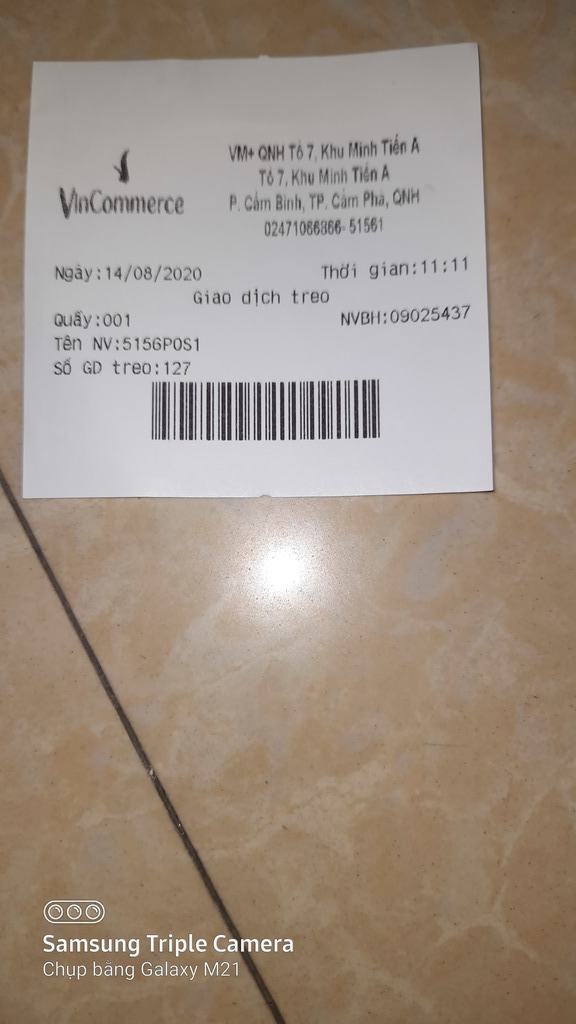 VinCommerce
VM+ QNH Tổ 7, Khu Minh Tiến A
Tổ 7, Khu Minh Tiến A
P. Cẩm Bình, TP. Cẩm Phả, QNH
02471066866-51561
Ngày:14/08/2020 Thời gian:11:11
Giao dịch treo
Quầy:001 NVBH:09025437
Tên NV:5156POS1
Số GD treo:127
Samsung Triple Camera
Chụp bằng Galaxy M21